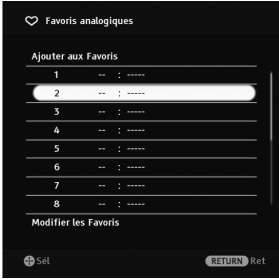 Favoris analogiques
Ajouter aux Favoris
1 -- : -----
2 -- : -----
3 -- : -----
4 -- : -----
5 -- : -----
6 -- : -----
7 -- : -----
8 -- : -----
Modifier les Favoris
Sél RETURN Ret